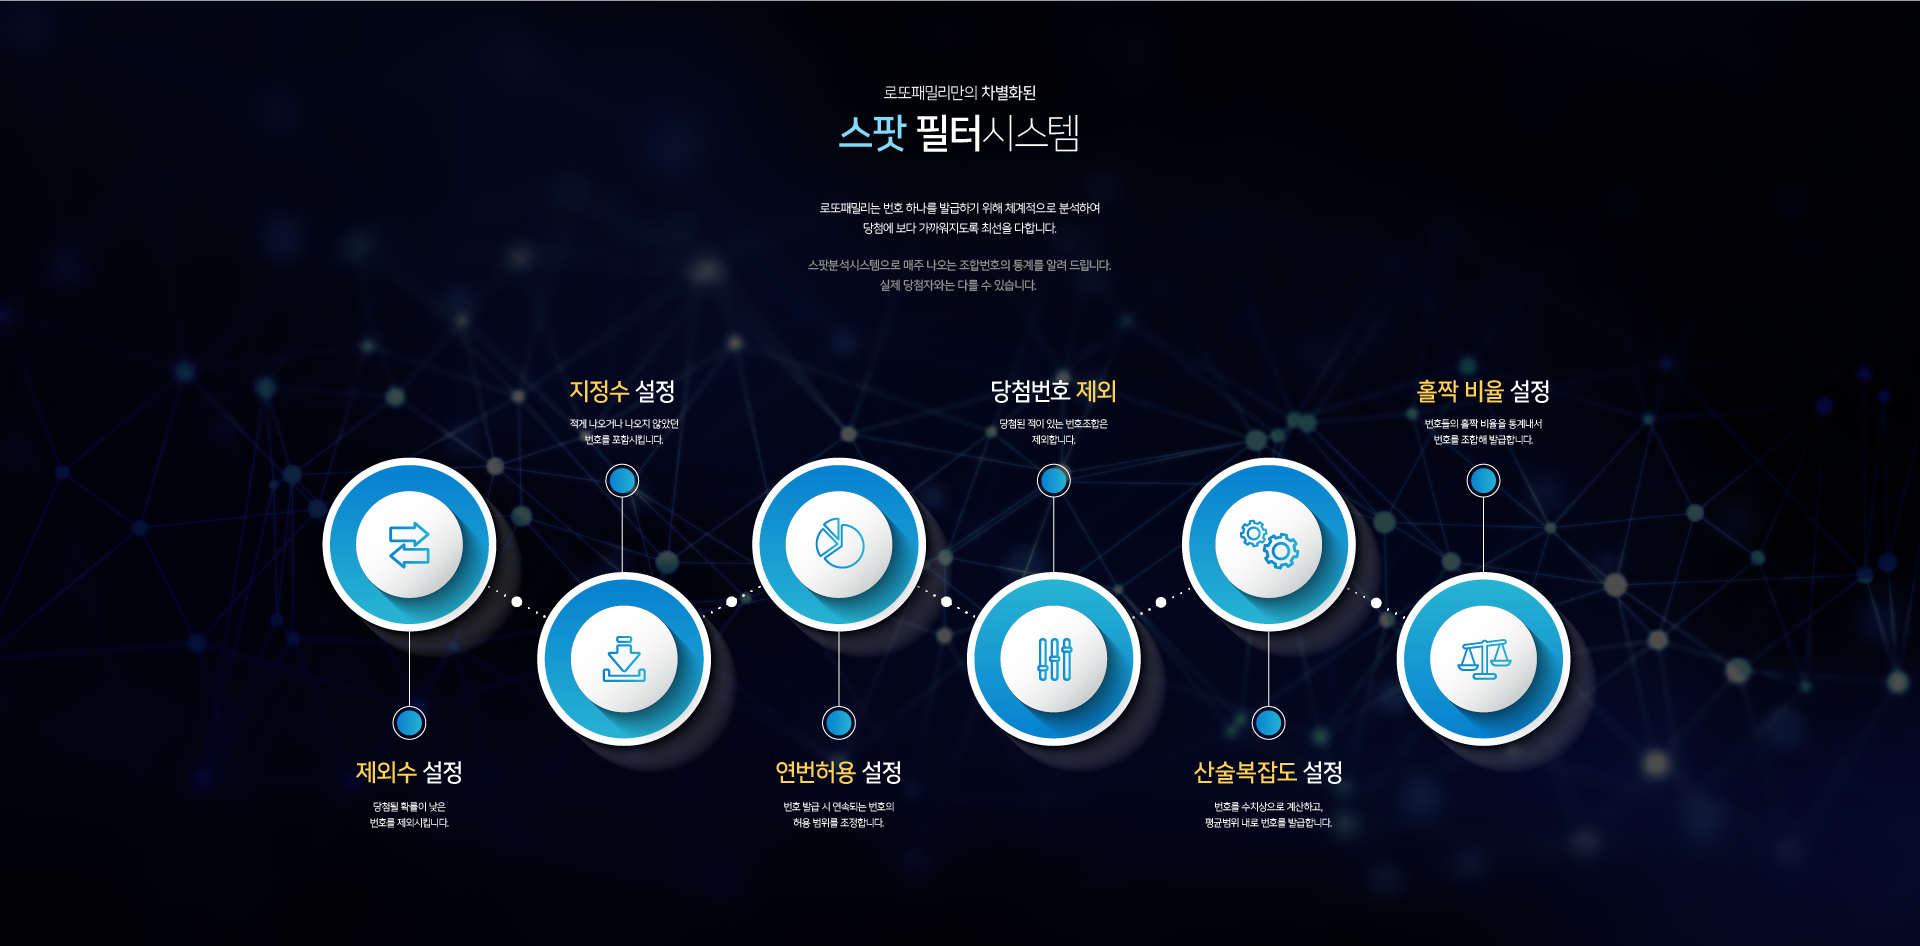 로또패밀리만의 차별화된
스팟 필터시스템
로또패밀리는 번호 하나를 발급하기 위해 체계적으로 분석하여
당첨에 보다 가까워지도록 최선을 다합니다.
스팟분석시스템으로 매주 나오는 조합번호의 통계를 알려 드립니다.
실제 당첨자와는 다를 수 있습니다.
제외수 설정
당첨될 확률이 낮은
번호를 제외시킵니다.
지정수 설정
적게 나오거나 나오지 않았던
번호를 포함시킵니다.
연번허용 설정
번호 발급 시 연속되는 번호의
허용 범위를 조정합니다.
당첨번호 제외
당첨된 적이 있는 번호조합은
제외합니다.
산술복잡도 설정
번호를 수치상으로 계산하고,
평균범위 내로 번호를 발급합니다.
홀짝 비율 설정
번호들의 홀짝 비율을 통계내서
번호를 조합해 발급합니다.